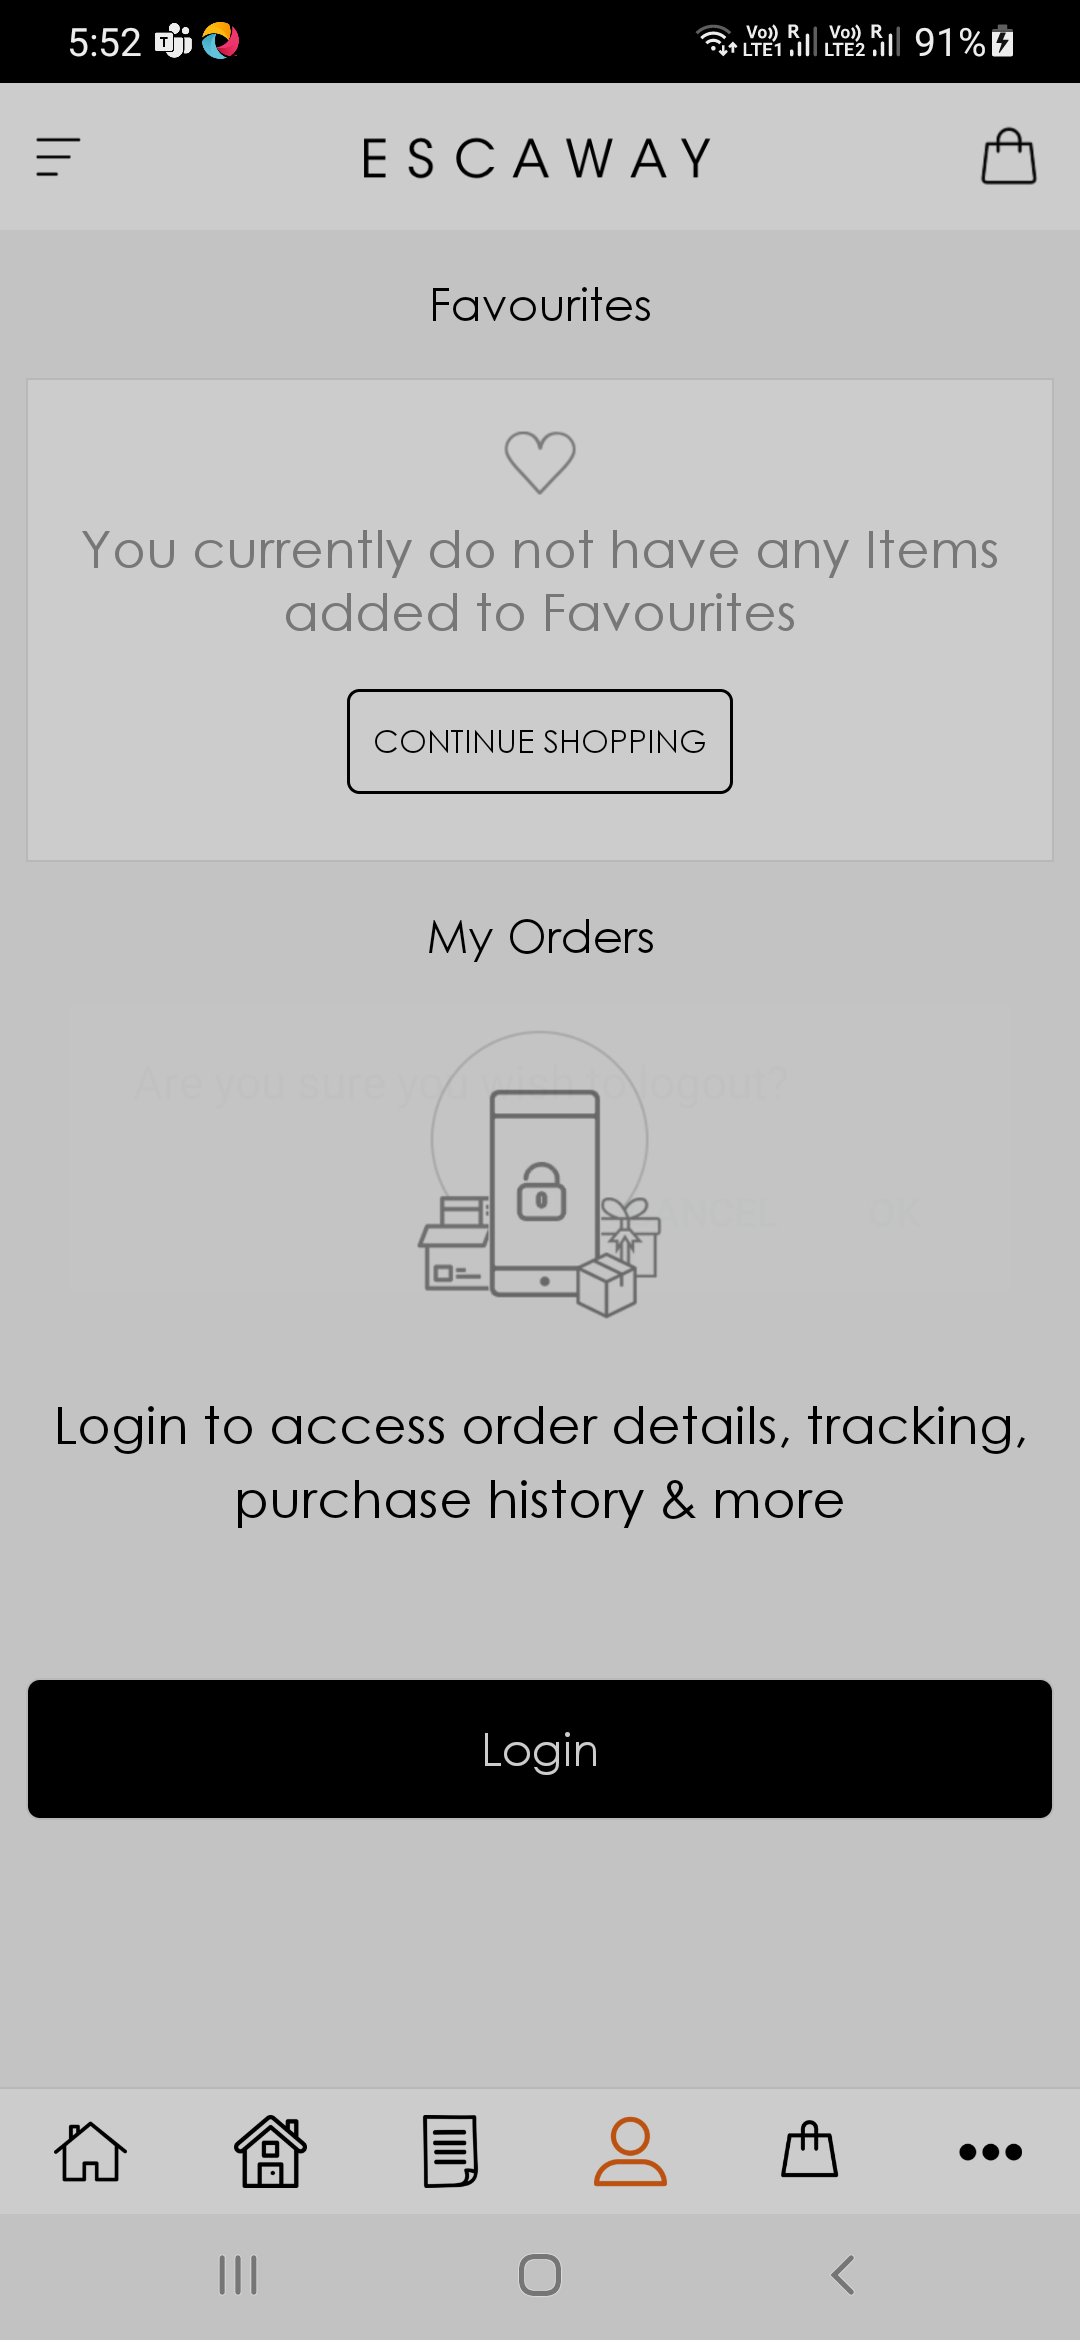 5:52
Vo)) R Vo)) R
LTE1 LTE2 91%
ESCAWAY
Favourites
You currently do not have any Items
added to Favourites
CONTINUE SHOPPING
My Orders
Are you sure you wish to logout?
ANCEL OK
Login to access order details, tracking,
purchase history & more
Login